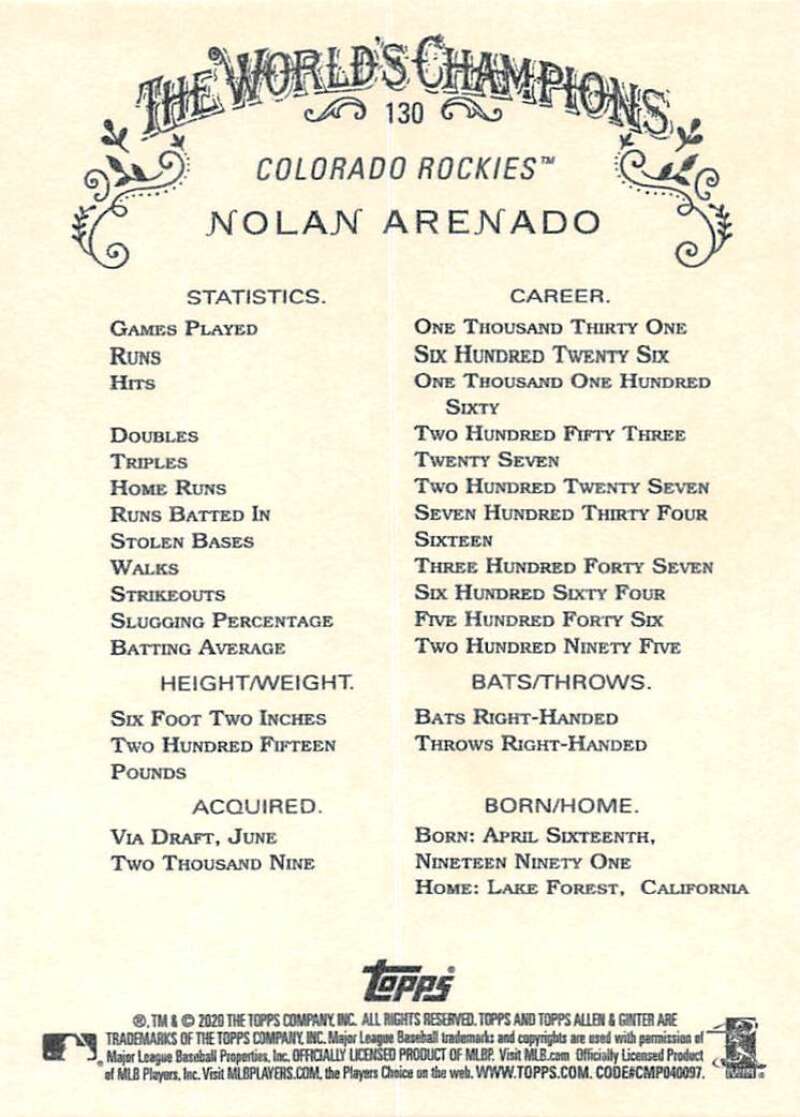 THE WORLD'S CHAMPIONS
130
COLORADO ROCKIES™
NOLAN ARENADO
STATISTICS. CAREER.
GAMES PLAYED ONE THOUSAND THIRTY ONE
RUNS SIX HUNDRED TWENTY SIX
HITS ONE THOUSAND ONE HUNDRED
SIXTY
DOUBLES TWO HUNDRED FIFTY THREE
TRIPLES TWENTY SEVEN
HOME RUNS TWO HUNDRED TWENTY SEVEN
RUNS BATTED IN SEVEN HUNDRED THIRTY FOUR
STOLEN BASES SIXTEEN
WALKS THREE HUNDRED FORTY SEVEN
STRIKEOUTS SIX HUNDRED SIXTY FOUR
SLUGGING PERCENTAGE FIVE HUNDRED FORTY SIX
BATTING AVERAGE TWO HUNDRED NINETY FIVE
HEIGHT/WEIGHT.
SIX FOOT TWO INCHES
TWO HUNDRED FIFTEEN
POUNDS
BATS/THROWS.
BATS RIGHT-HANDED
THROWS RIGHT-HANDED
ACQUIRED.
VIA DRAFT, JUNE
TWO THOUSAND NINE
BORN/HOME.
BORN: APRIL SIXTEENTH,
NINETEEN NINETY ONE
HOME: LAKE FOREST, CALIFORNIA
topps®
®, TM & © 2020 THE TOPPS COMPANY, INC. ALL RIGHTS RESERVED. TOPPS AND TOPPS ALLEN & GINTER ARE
TRADEMARKS OF THE TOPPS COMPANY, INC. Major League Baseball trademarks and copyrights are used with permission of
Major League Baseball Properties, Inc. OFFICIALLY LICENSED PRODUCT OF MLBP. Visit MLB.com Officially Licensed Product
of MLB Players, Inc. Visit MLBPLAYERS.COM, the Players Choice on the web. WWW.TOPPS.COM. CODE#CMP040097.